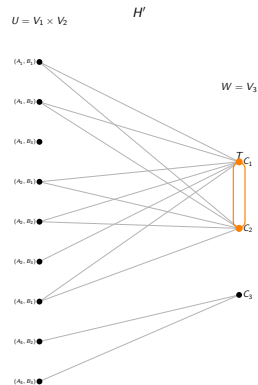 H′
U = V₁ × V₂
W = V₃
(A₁, B₁)
(A₁, B₂)
(A₁, B₃)
(A₂, B₁)
(A₂, B₂)
(A₂, B₃)
(A₃, B₁)
(A₃, B₂)
(A₃, B₃)
T
C₁
C₂
C₃